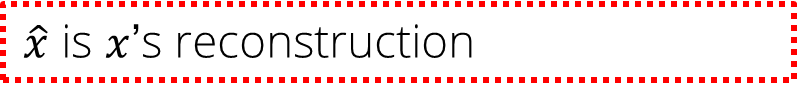 x̂ is x's reconstruction